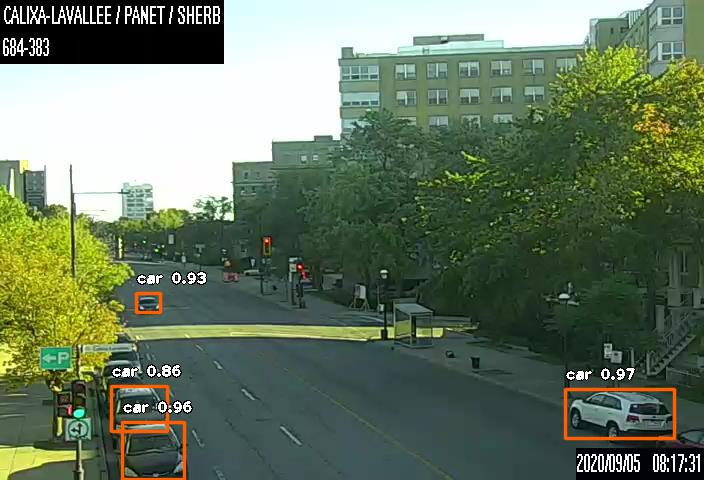 CALIXA-LAVALLEE / PANET / SHERB
684-383
car 0.93
car 0.86
car 0.96
car 0.97
P
2020/09/05 08:17:31